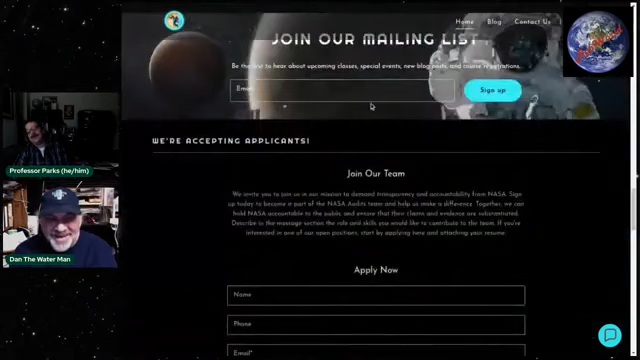 Home Blog Contact Us
JOIN OUR MAILING LIST
Be the first to hear about upcoming classes, special events, new blog posts, and course registrations.
Email
Sign up
WE'RE ACCEPTING APPLICANTS!
Join Our Team
We invite you to join us in our mission to demand transparency and accountability from NASA. Sign
up today to become a part of the NASA Audits team and help us make a difference. Together, we can
hold NASA accountable to the public, and ensure that their claims and evidence are substantiated.
Describe in the message section the role and skills you would like to contribute to the team. If you're
interested in one of our open positions, start by applying here and attaching your resume.
Apply Now
Name
Phone
Email*
Professor Parks (he/him)
Dan The Water Man